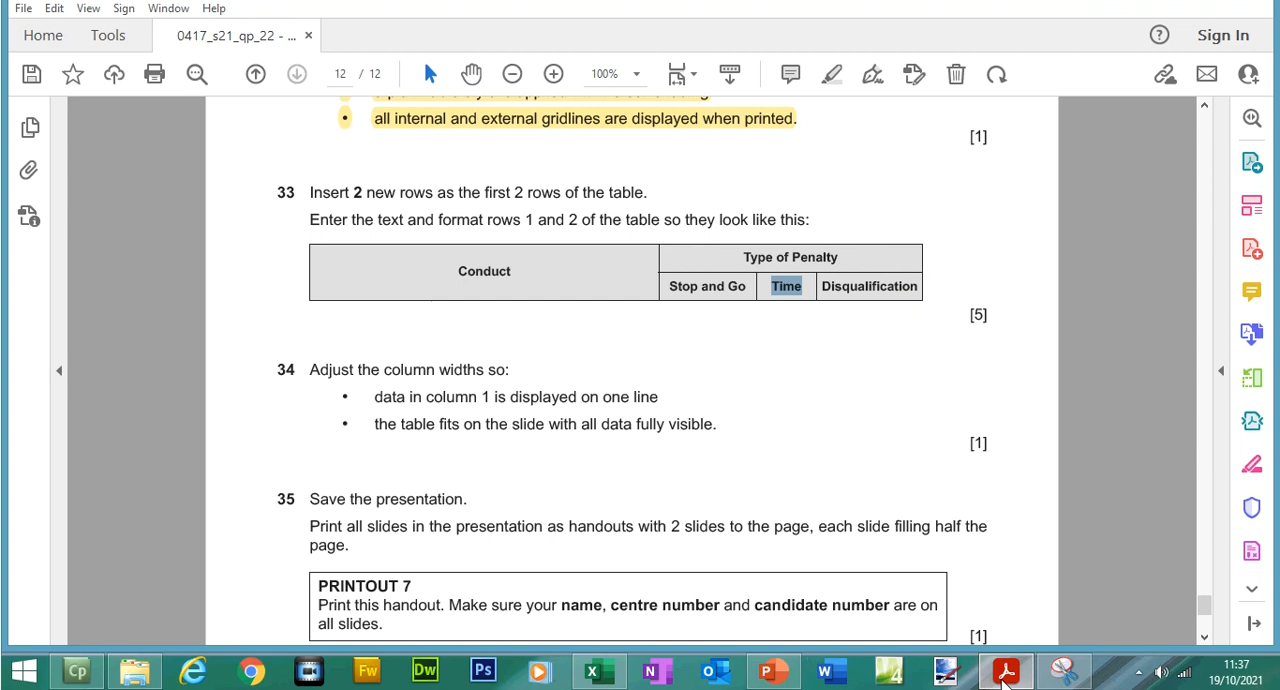 File Edit View Sign Window Help
Home Tools 0417_s21_qp_22 - ... × ? Sign In
12 / 12 100%
• all internal and external gridlines are displayed when printed.
[1]
33 Insert 2 new rows as the first 2 rows of the table.
Enter the text and format rows 1 and 2 of the table so they look like this:
Conduct Type of Penalty
Stop and Go Time Disqualification
[5]
34 Adjust the column widths so:
• data in column 1 is displayed on one line
• the table fits on the slide with all data fully visible.
[1]
35 Save the presentation.
Print all slides in the presentation as handouts with 2 slides to the page, each slide filling half the
page.
PRINTOUT 7
Print this handout. Make sure your name, centre number and candidate number are on
all slides.
[1]
Cp Fw Dw Ps X N O P W 4
11:37
19/10/2021